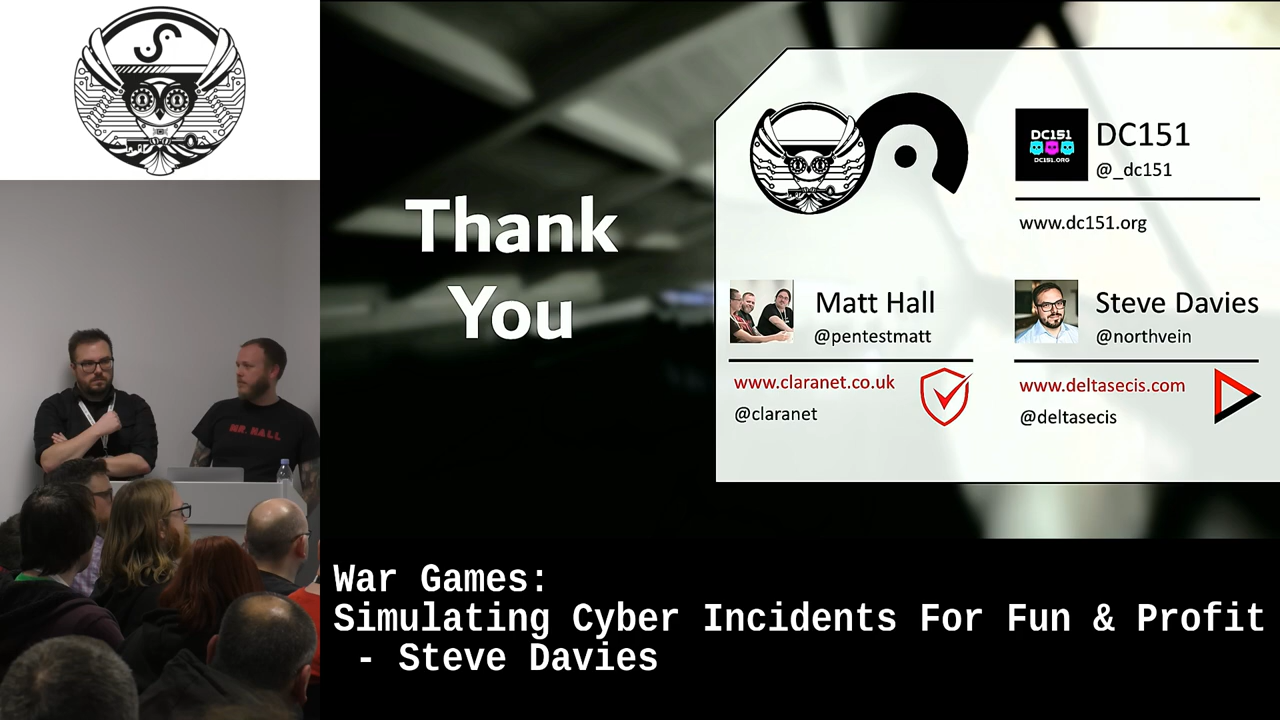 Thank
You
DC151
DC151.ORG
DC151
@_dc151
www.dc151.org
Matt Hall
@pentestmatt
www.claranet.co.uk
@claranet
Steve Davies
@northvein
www.deltasecis.com
@deltasecis
MR. HALL
War Games:
Simulating Cyber Incidents For Fun & Profit
- Steve Davies